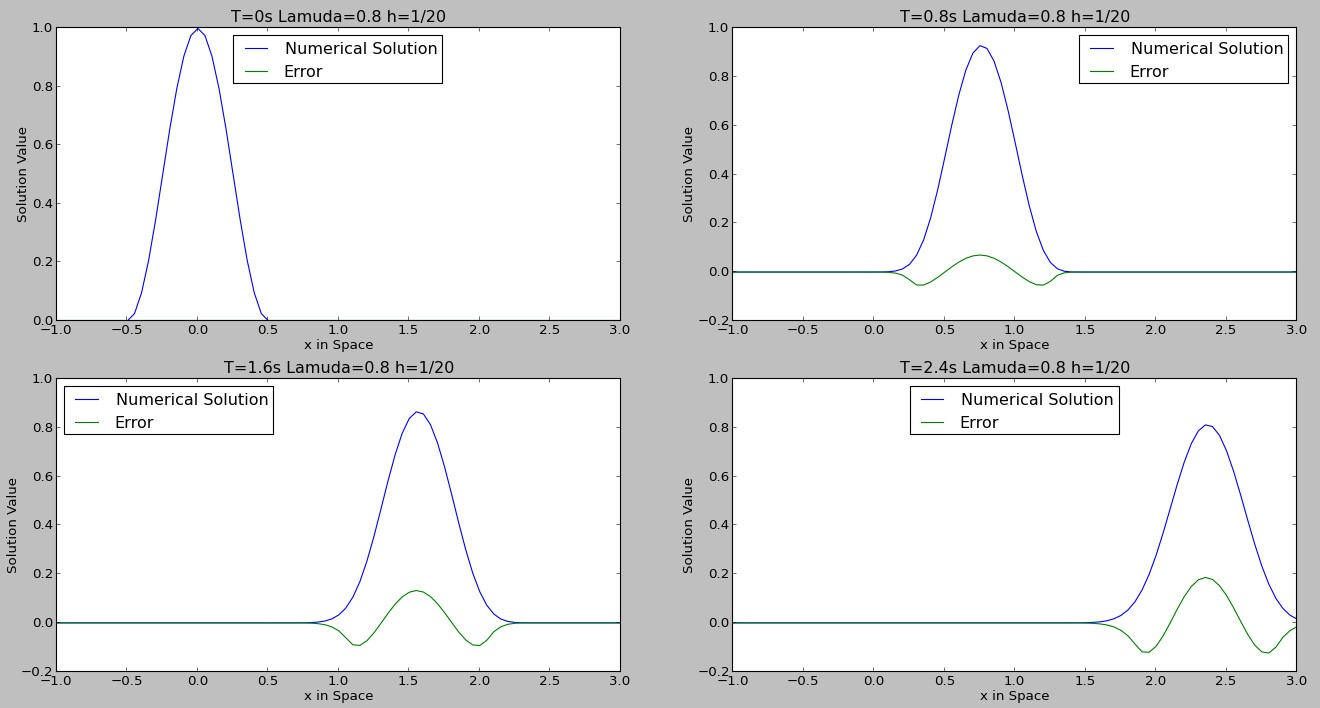 T=0s Lamuda=0.8 h=1/20
1.0
0.8
0.6
0.4
0.2
0.0
Solution Value
Numerical Solution
Error
−1.0 −0.5 0.0 0.5 1.0 1.5 2.0 2.5 3.0
x in Space
T=0.8s Lamuda=0.8 h=1/20
1.0
0.8
0.6
0.4
0.2
0.0
−0.2
Solution Value
Numerical Solution
Error
−1.0 −0.5 0.0 0.5 1.0 1.5 2.0 2.5 3.0
x in Space
T=1.6s Lamuda=0.8 h=1/20
1.0
0.8
0.6
0.4
0.2
0.0
−0.2
Solution Value
Numerical Solution
Error
−1.0 −0.5 0.0 0.5 1.0 1.5 2.0 2.5 3.0
x in Space
T=2.4s Lamuda=0.8 h=1/20
1.0
0.8
0.6
0.4
0.2
0.0
−0.2
Solution Value
Numerical Solution
Error
−1.0 −0.5 0.0 0.5 1.0 1.5 2.0 2.5 3.0
x in Space